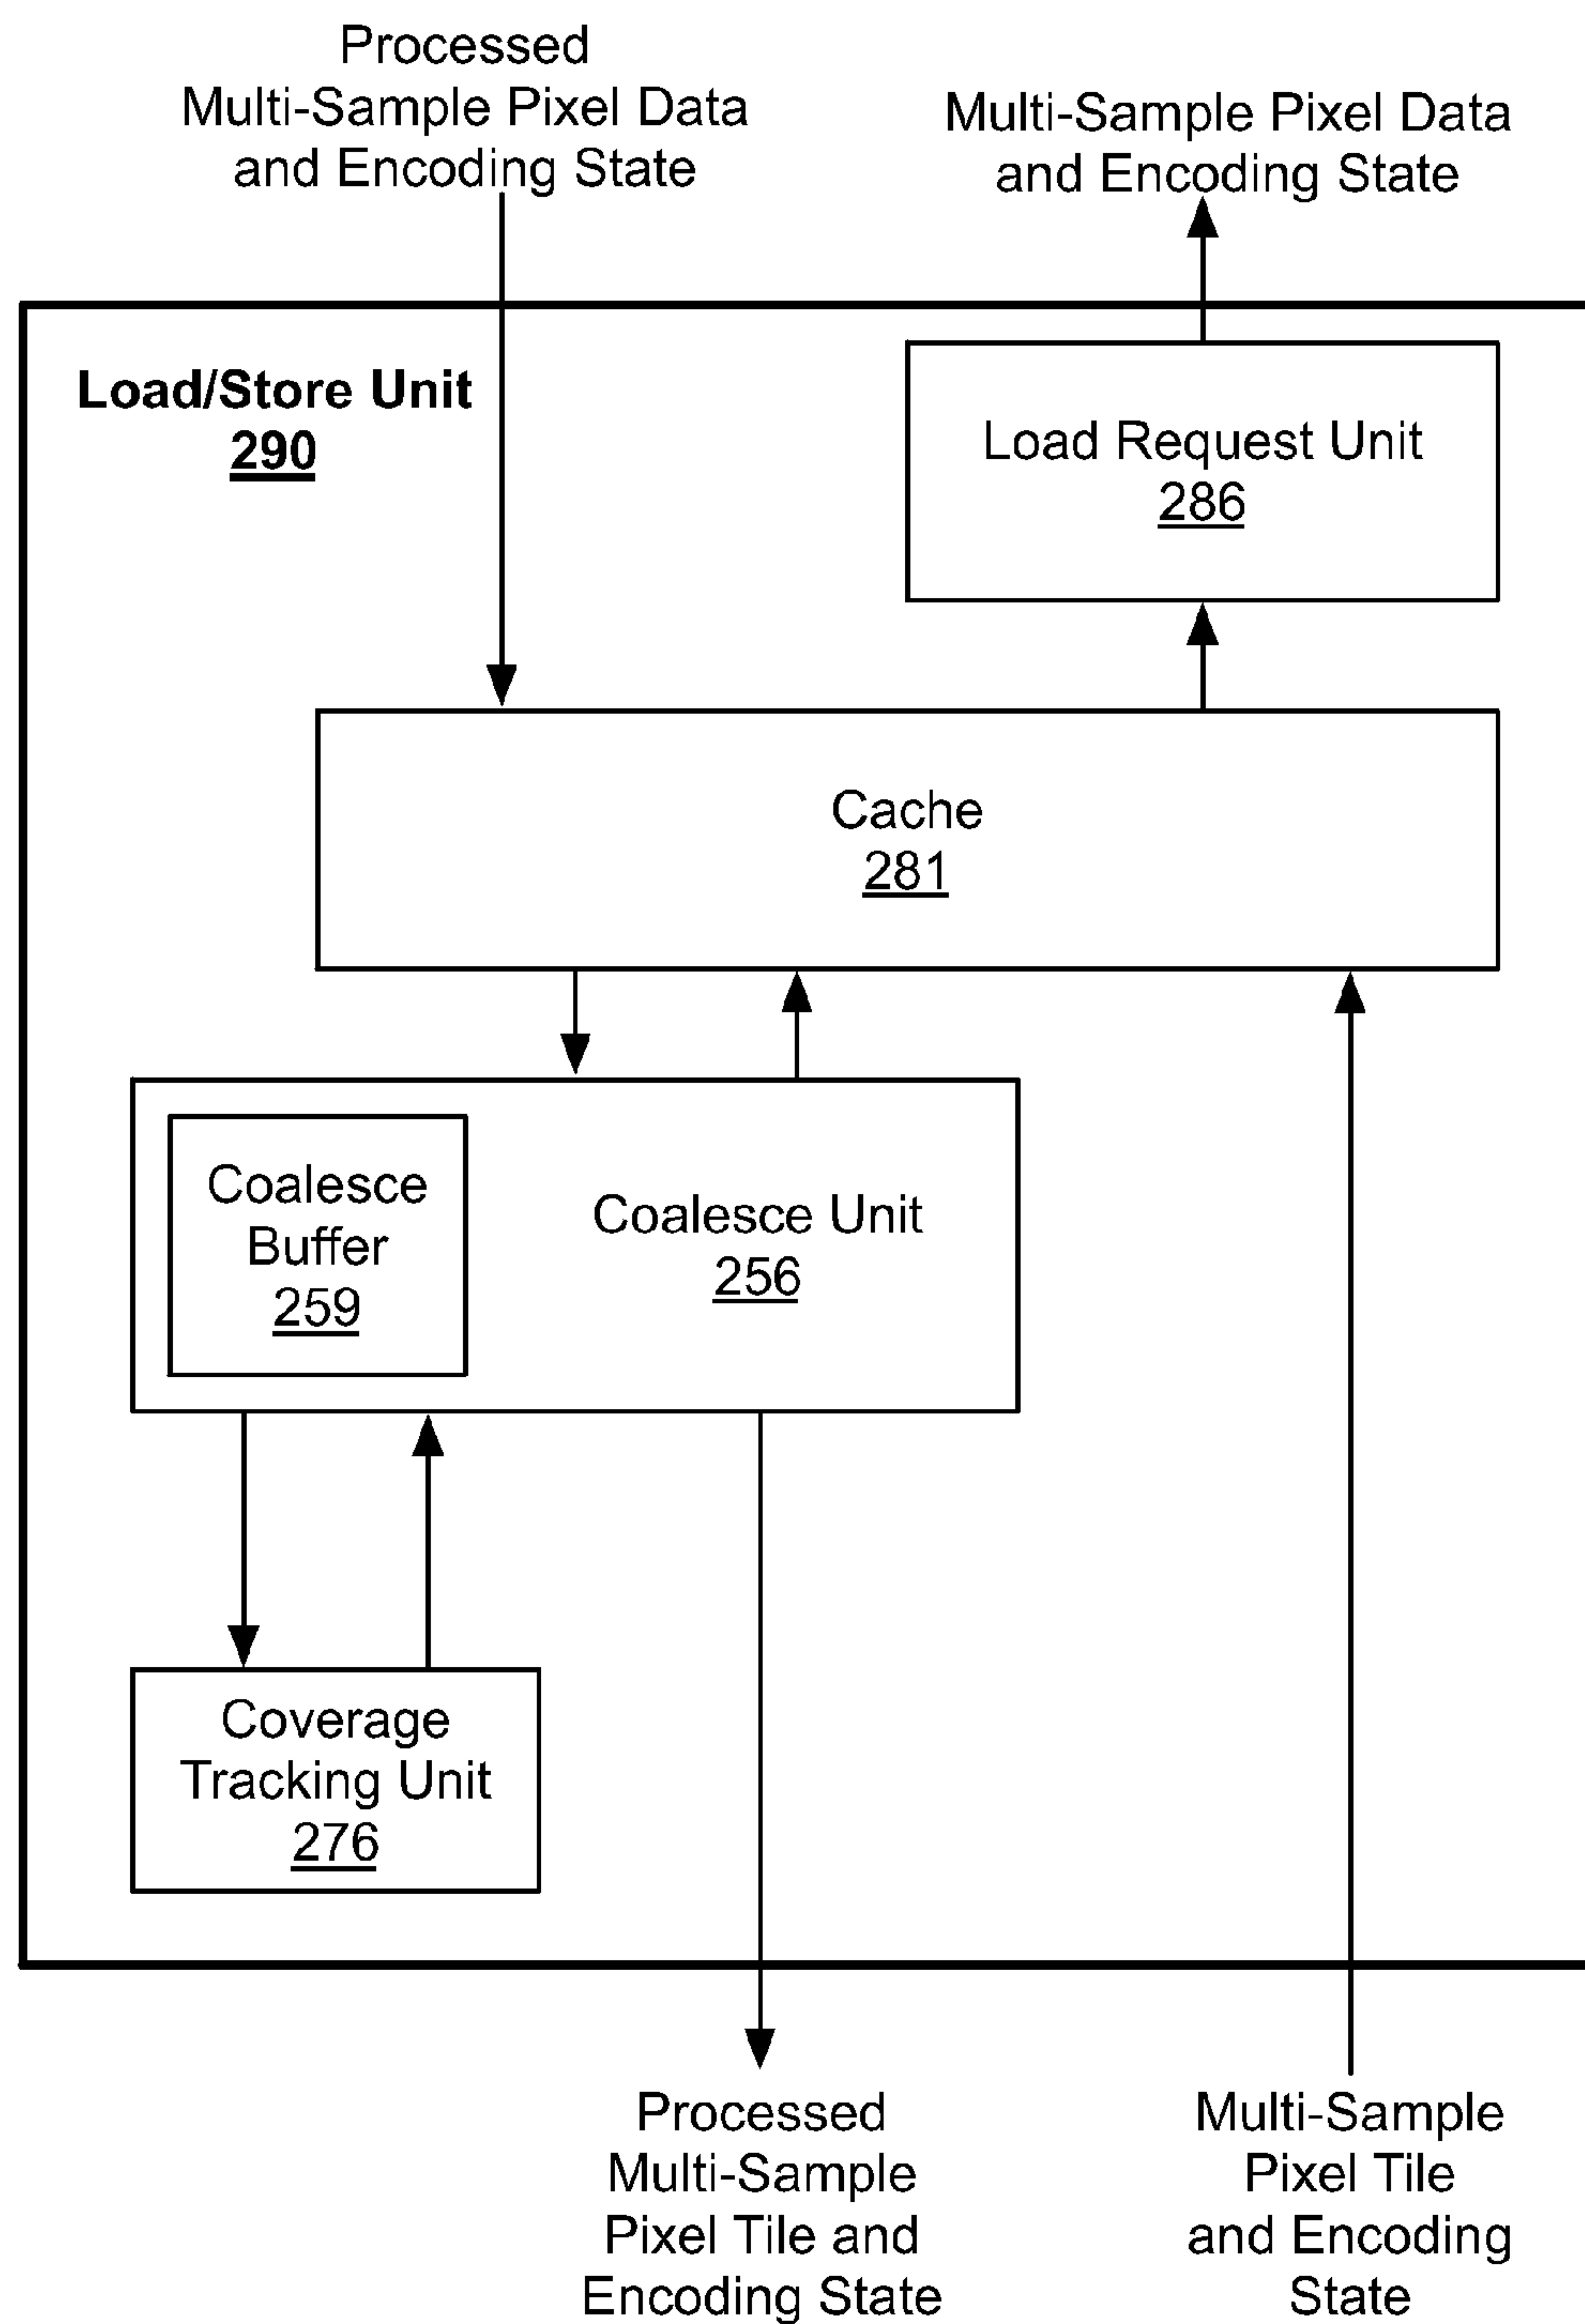 Processed
Multi-Sample Pixel Data
and Encoding State
Multi-Sample Pixel Data
and Encoding State
Load/Store Unit
290
Load Request Unit
286
Cache
281
Coalesce
Buffer
259
Coalesce Unit
256
Coverage
Tracking Unit
276
Processed
Multi-Sample
Pixel Tile and
Encoding State
Multi-Sample
Pixel Tile
and Encoding
State